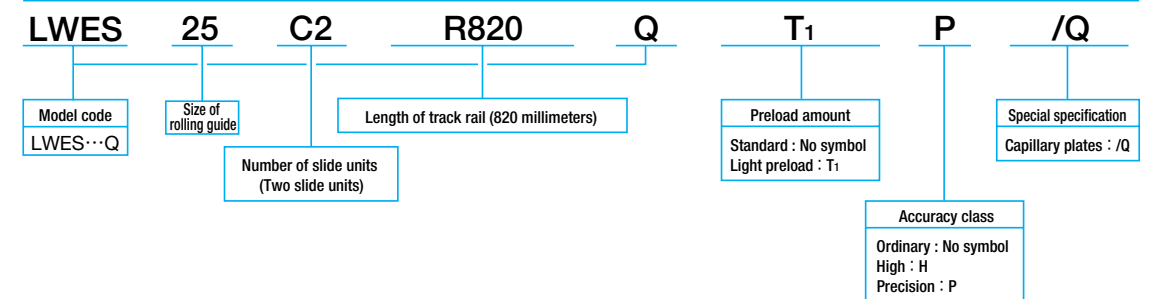 LWES 25 C2 R820 Q T1 P /Q
Model code
LWES…Q
Size of
rolling guide
Number of slide units
(Two slide units)
Length of track rail (820 millimeters)
Preload amount
Standard : No symbol
Light preload : T1
Accuracy class
Ordinary : No symbol
High : H
Precision : P
Special specification
Capillary plates : /Q